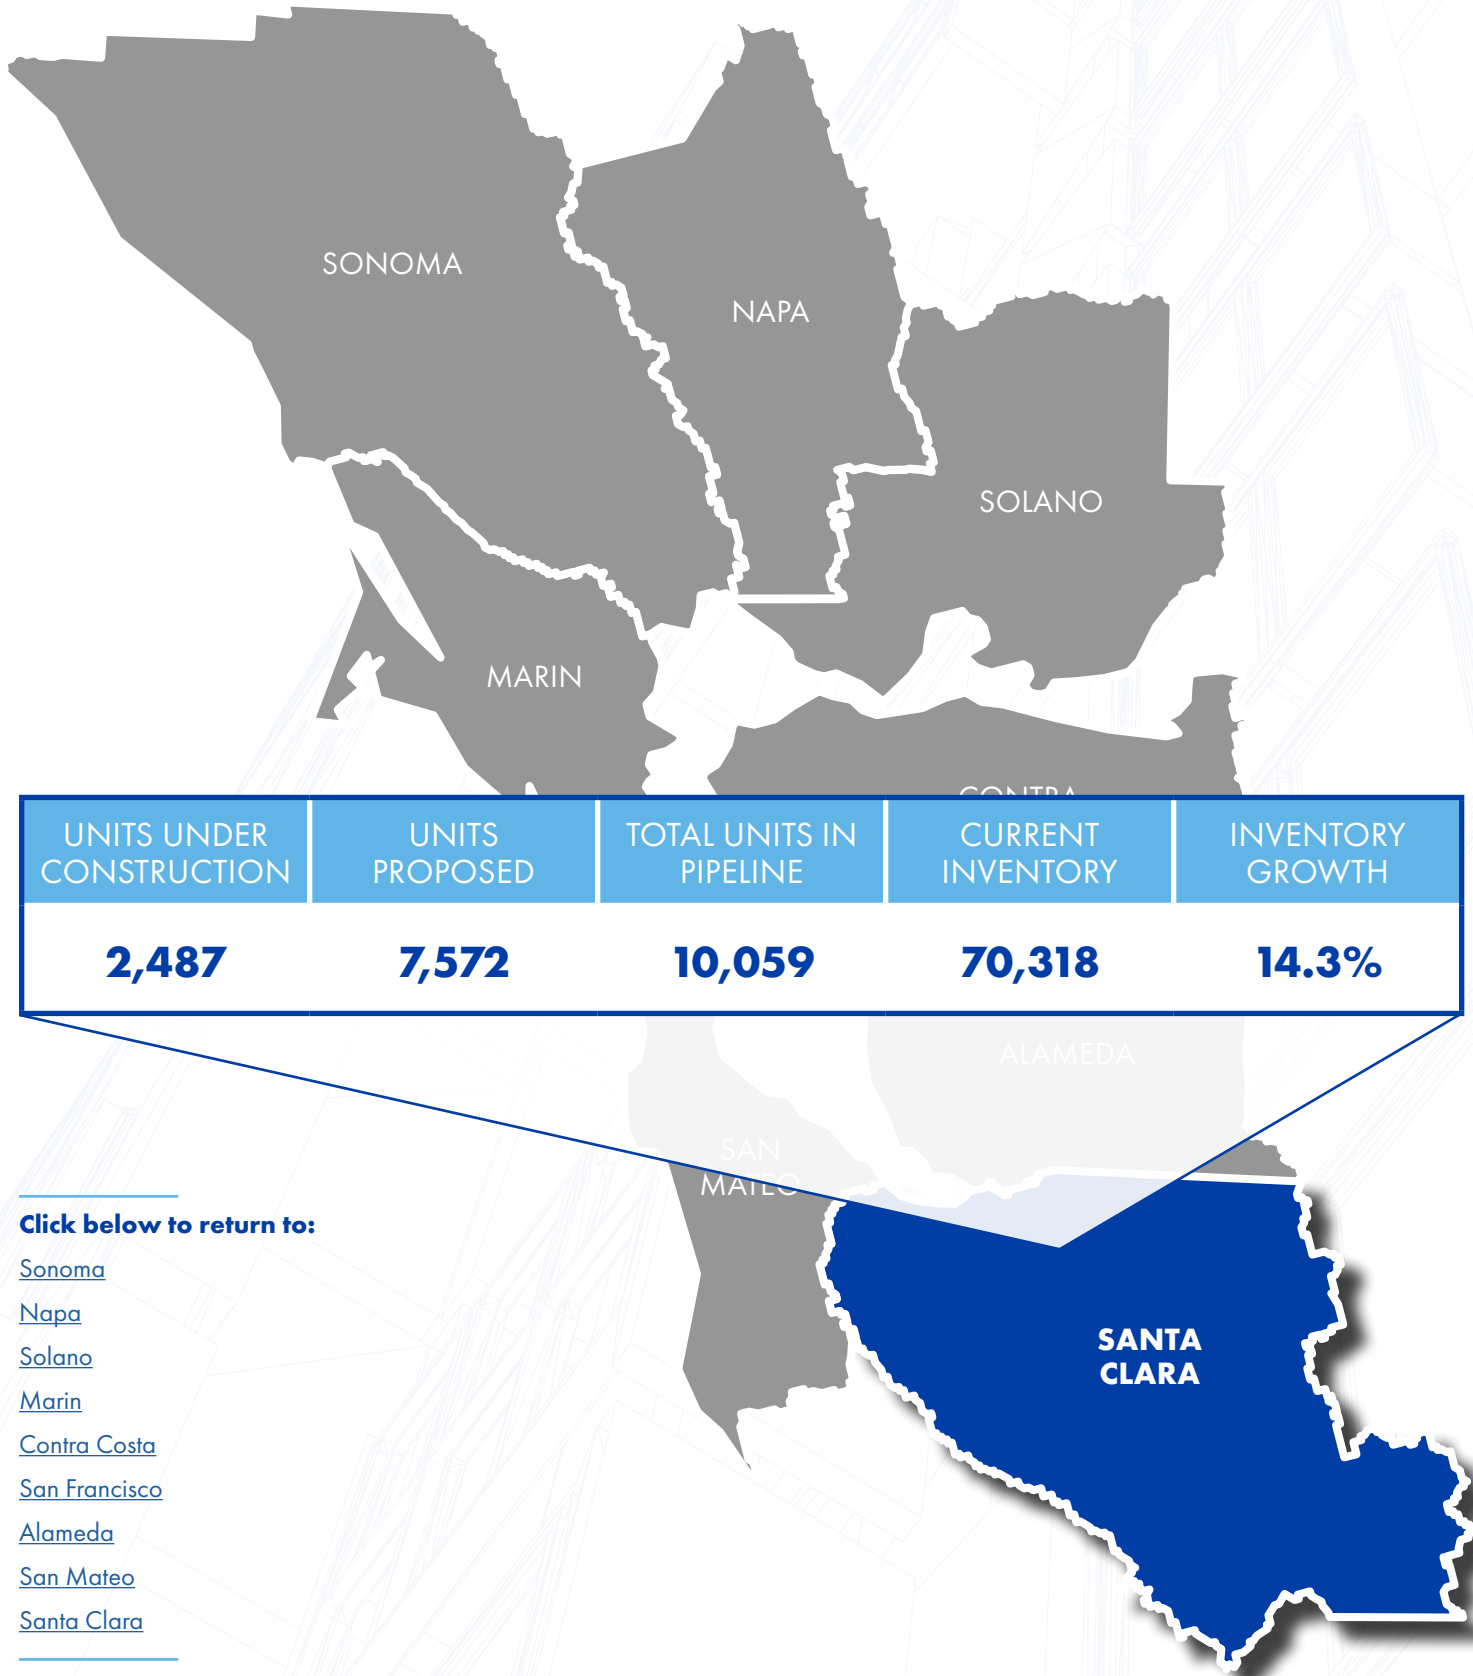 SONOMA
NAPA
SOLANO
MARIN
CONTRA
UNITS UNDER
CONSTRUCTION
UNITS
PROPOSED
TOTAL UNITS IN
PIPELINE
CURRENT
INVENTORY
INVENTORY
GROWTH
2,487
7,572
10,059
70,318
14.3%
ALAMEDA
SAN
MATEO
Click below to return to:
Sonoma
Napa
Solano
Marin
Contra Costa
San Francisco
Alameda
San Mateo
Santa Clara
SANTA
CLARA